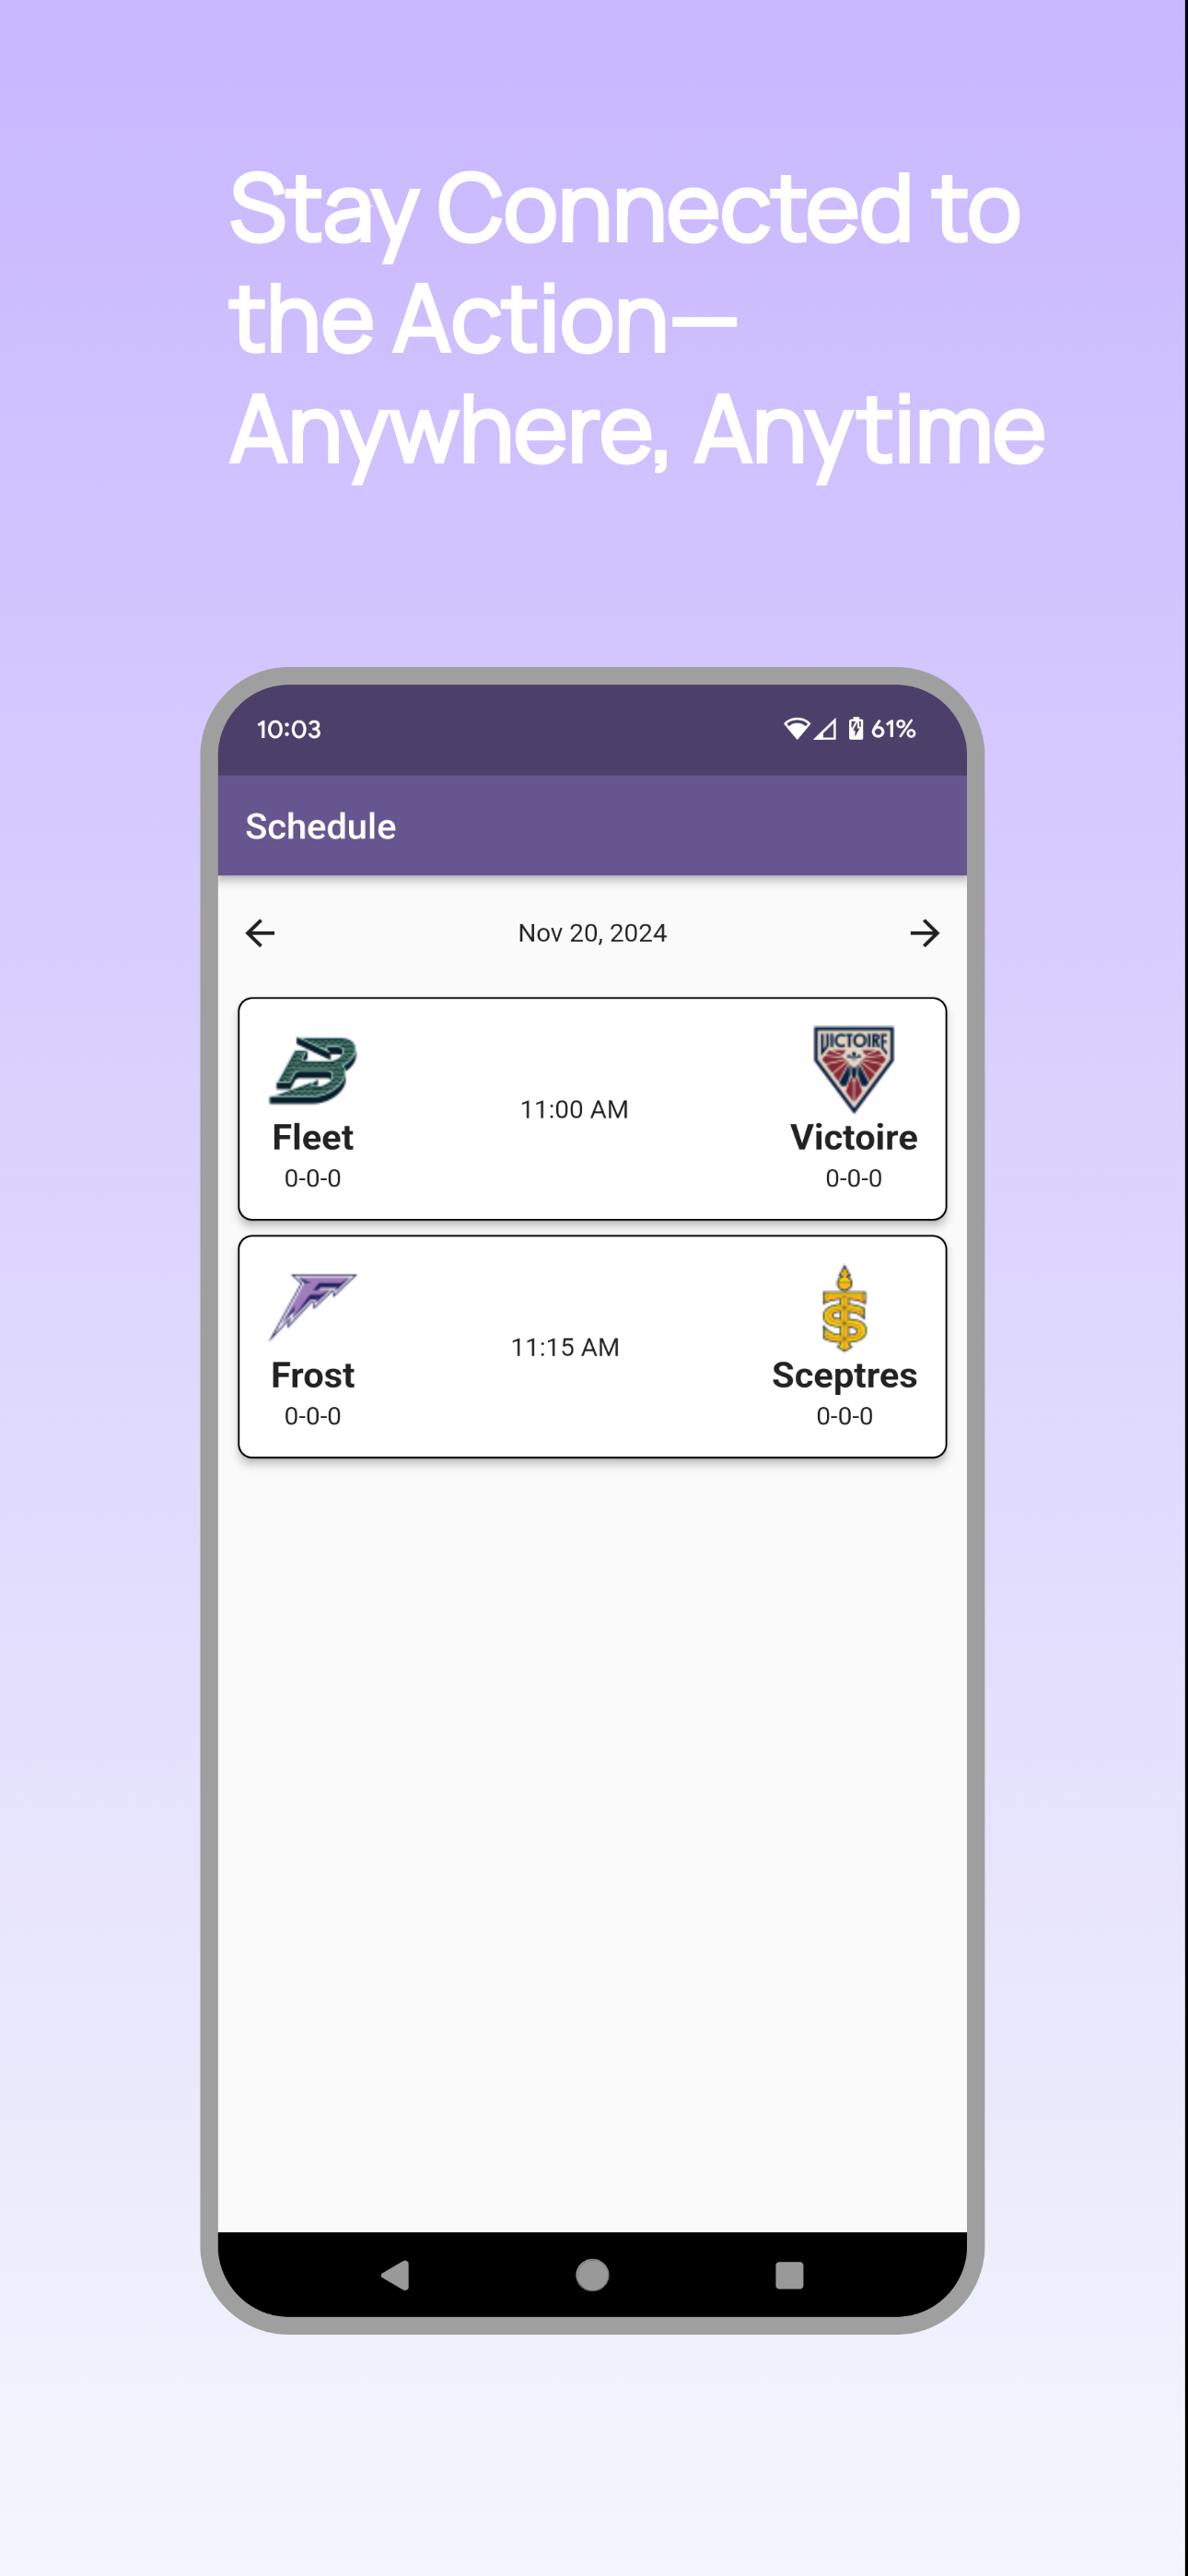 Stay Connected to
the Action—
Anywhere, Anytime
10:03
61%
Schedule
Nov 20, 2024
VICTOIRE
11:00 AM
Fleet
Victoire
0-0-0
0-0-0
11:15 AM
Frost
Sceptres
0-0-0
0-0-0